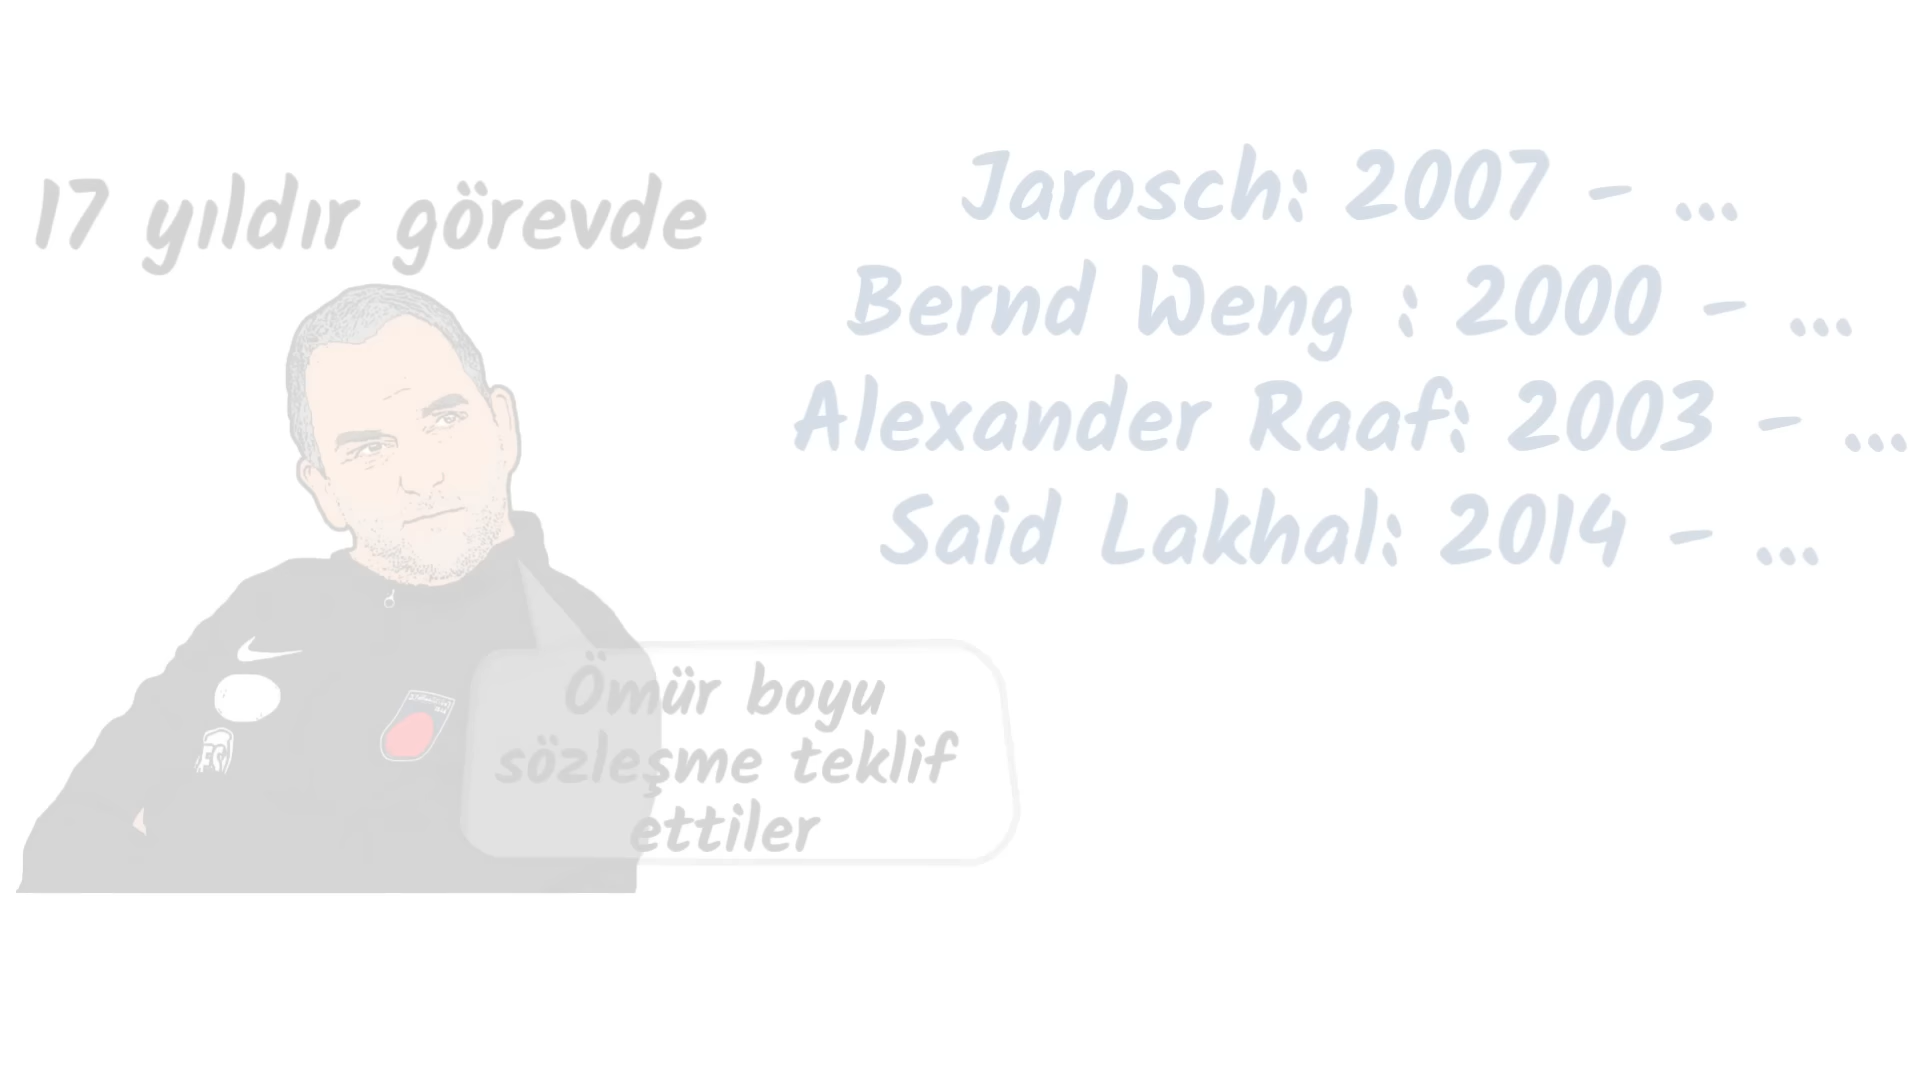 17 yıldır görevde
Jarosch: 2007 - ...
Bernd Weng : 2000 - ...
Alexander Raaf: 2003 - ...
Said Lakhal: 2014 - ...
Ömür boyu
sözleşme teklif
ettiler